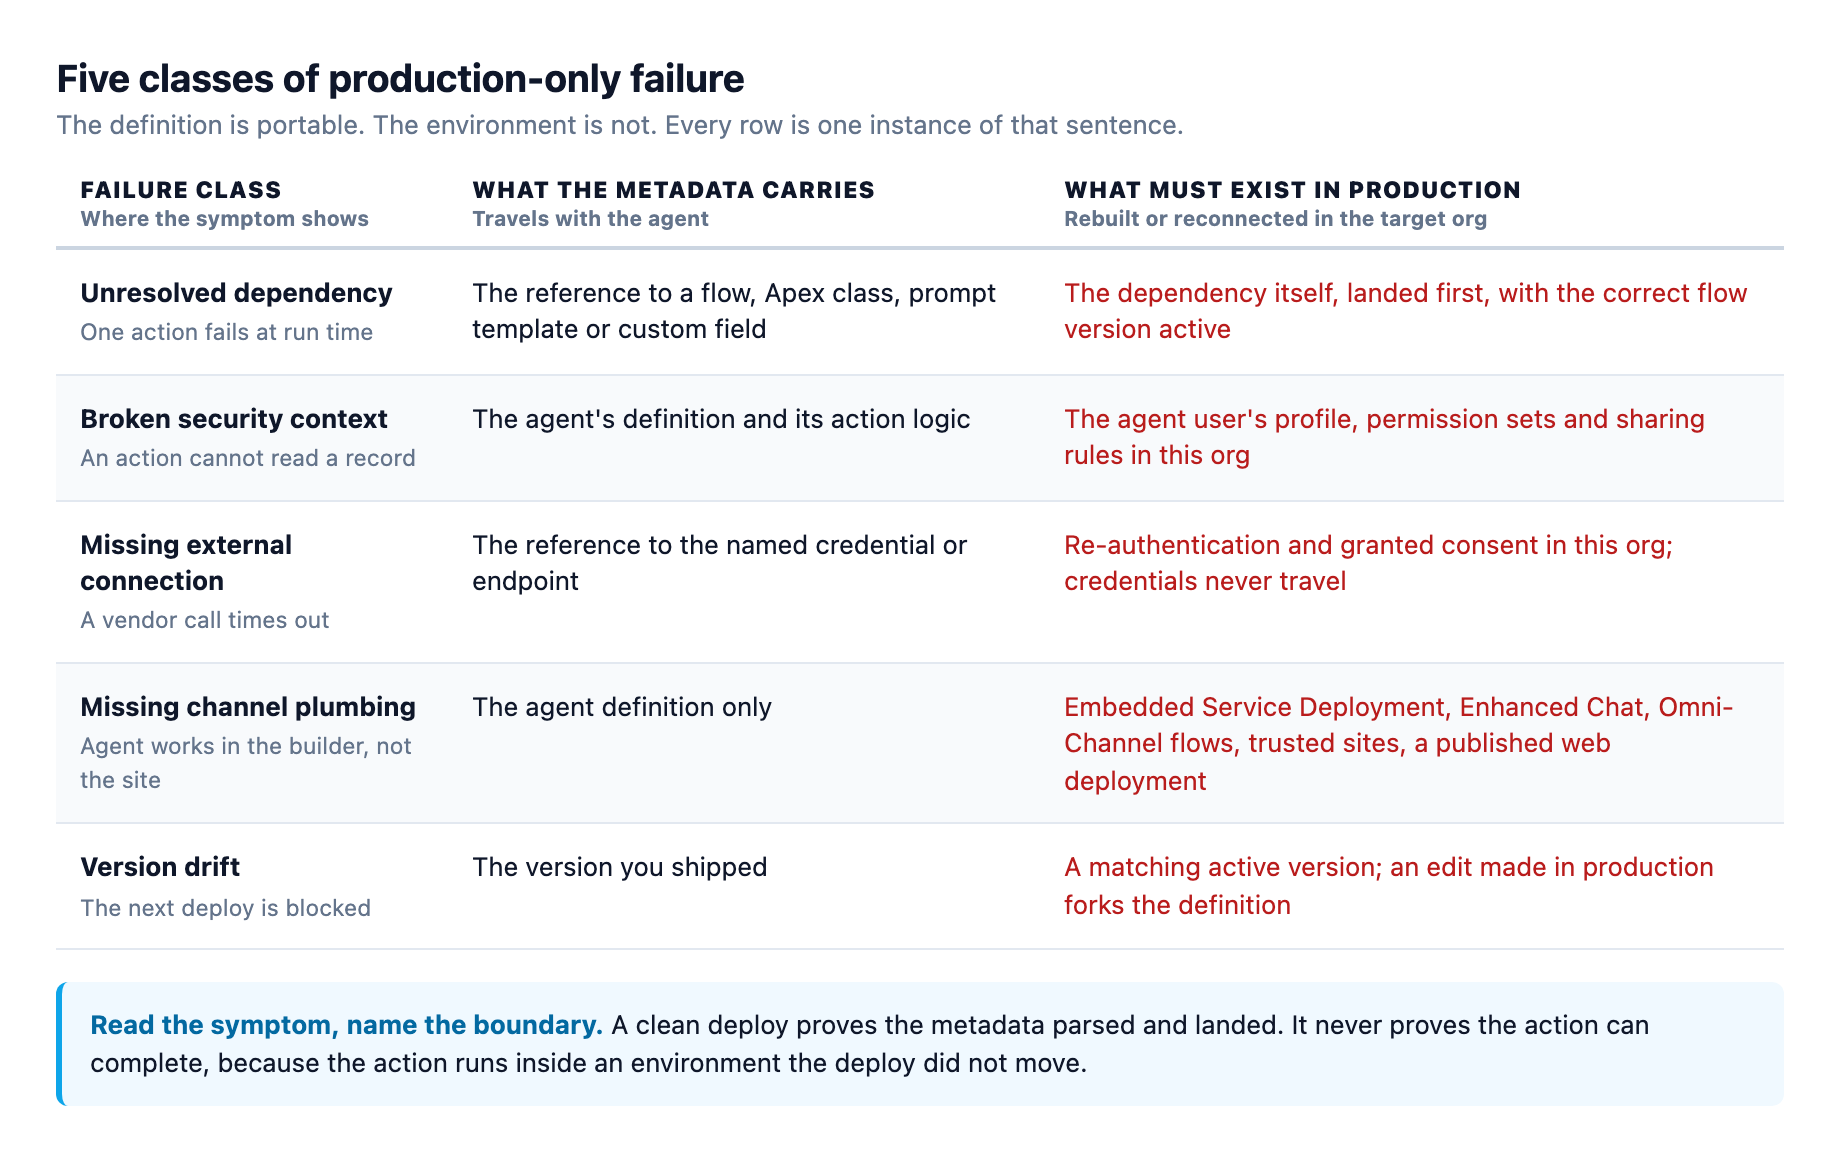 Five classes of production-only failure
The definition is portable. The environment is not. Every row is one instance of that sentence.
FAILURE CLASS
Where the symptom shows
WHAT THE METADATA CARRIES
Travels with the agent
WHAT MUST EXIST IN PRODUCTION
Rebuilt or reconnected in the target org
Unresolved dependency
One action fails at run time
The reference to a flow, Apex class, prompt
template or custom field
The dependency itself, landed first, with the correct flow
version active
Broken security context
An action cannot read a record
The agent's definition and its action logic
The agent user's profile, permission sets and sharing
rules in this org
Missing external
connection
A vendor call times out
The reference to the named credential or
endpoint
Re-authentication and granted consent in this org;
credentials never travel
Missing channel plumbing
Agent works in the builder, not
the site
The agent definition only
Embedded Service Deployment, Enhanced Chat, Omni-
Channel flows, trusted sites, a published web
deployment
Version drift
The next deploy is blocked
The version you shipped
A matching active version; an edit made in production
forks the definition
Read the symptom, name the boundary. A clean deploy proves the metadata parsed and landed. It never proves the action can
complete, because the action runs inside an environment the deploy did not move.